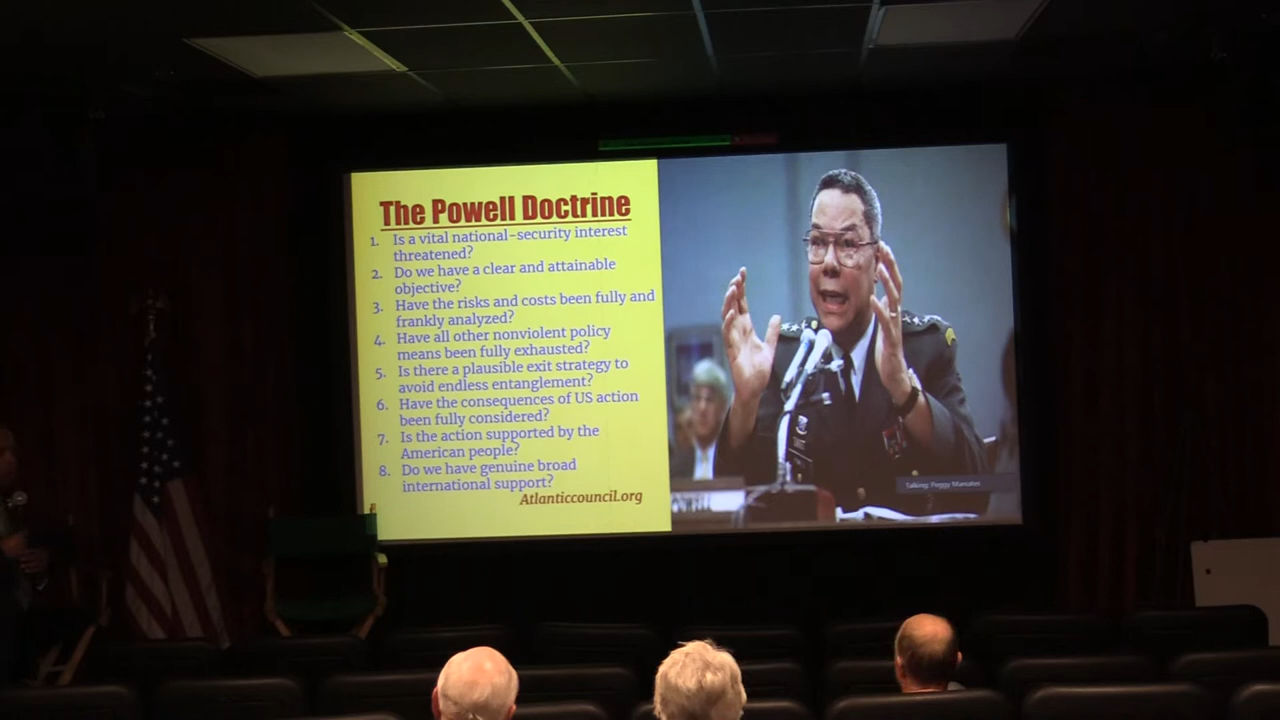 The Powell Doctrine
1. Is a vital national-security interest
threatened?
2. Do we have a clear and attainable
objective?
3. Have the risks and costs been fully and
frankly analyzed?
4. Have all other nonviolent policy
means been fully exhausted?
5. Is there a plausible exit strategy to
avoid endless entanglement?
6. Have the consequences of US action
been fully considered?
7. Is the action supported by the
American people?
8. Do we have genuine broad
international support?
Atlanticcouncil.org
Talking: Peggy Maniates